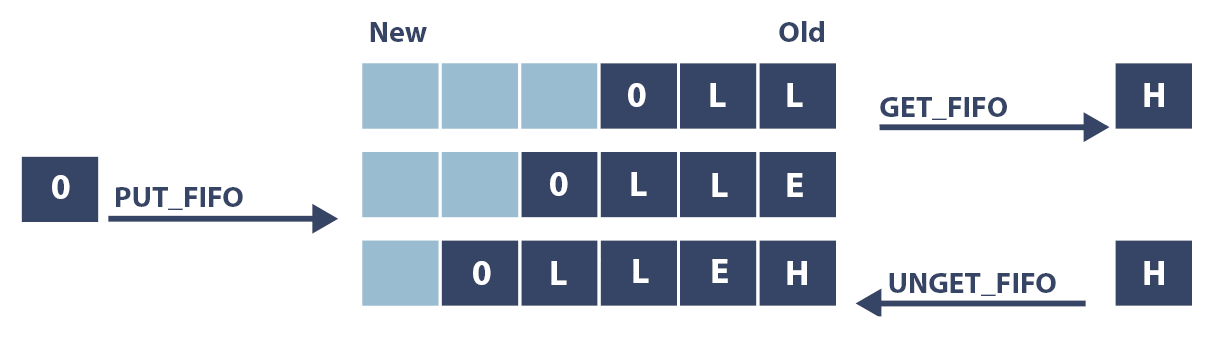 New Old
0 L L GET_FIFO H
0 PUT_FIFO 0 L L E
0 L L E H UNGET_FIFO H